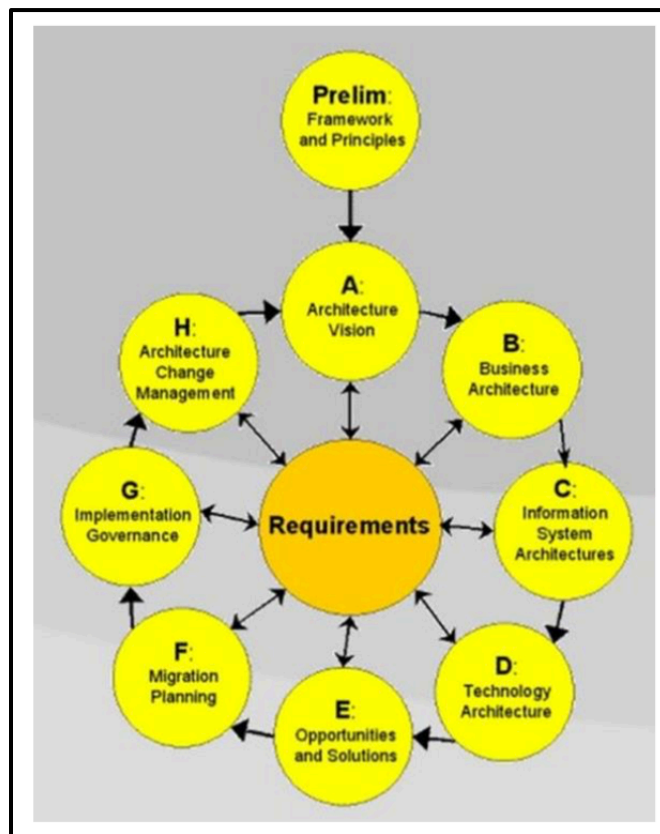 Prelim:
Framework
and Principles
A:
Architecture
Vision
B:
Business
Architecture
C:
Information
System
Architectures
D:
Technology
Architecture
E:
Opportunities
and Solutions
F:
Migration
Planning
G:
Implementation
Governance
H:
Architecture
Change
Management
Requirements